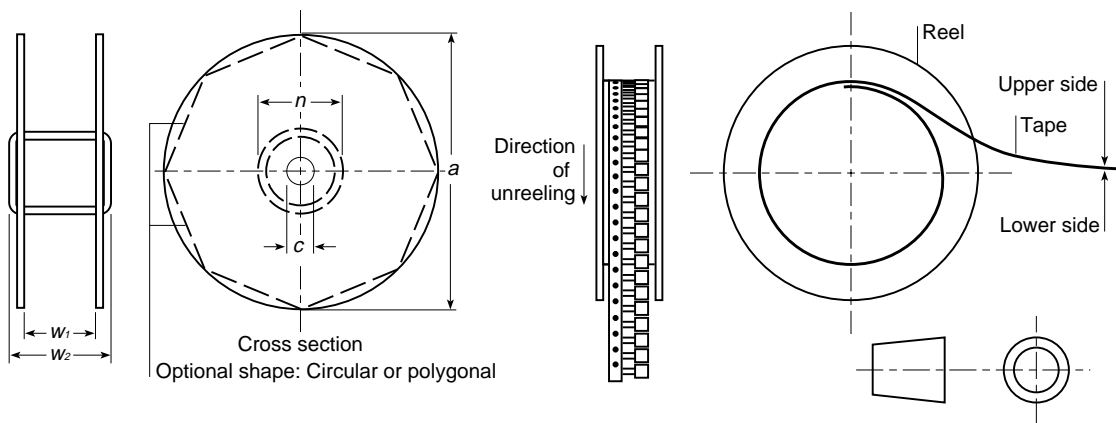 n
a
c
w1
w2
Cross section
Optional shape: Circular or polygonal
Direction
of
unreeling
Reel
Upper side
Tape
Lower side